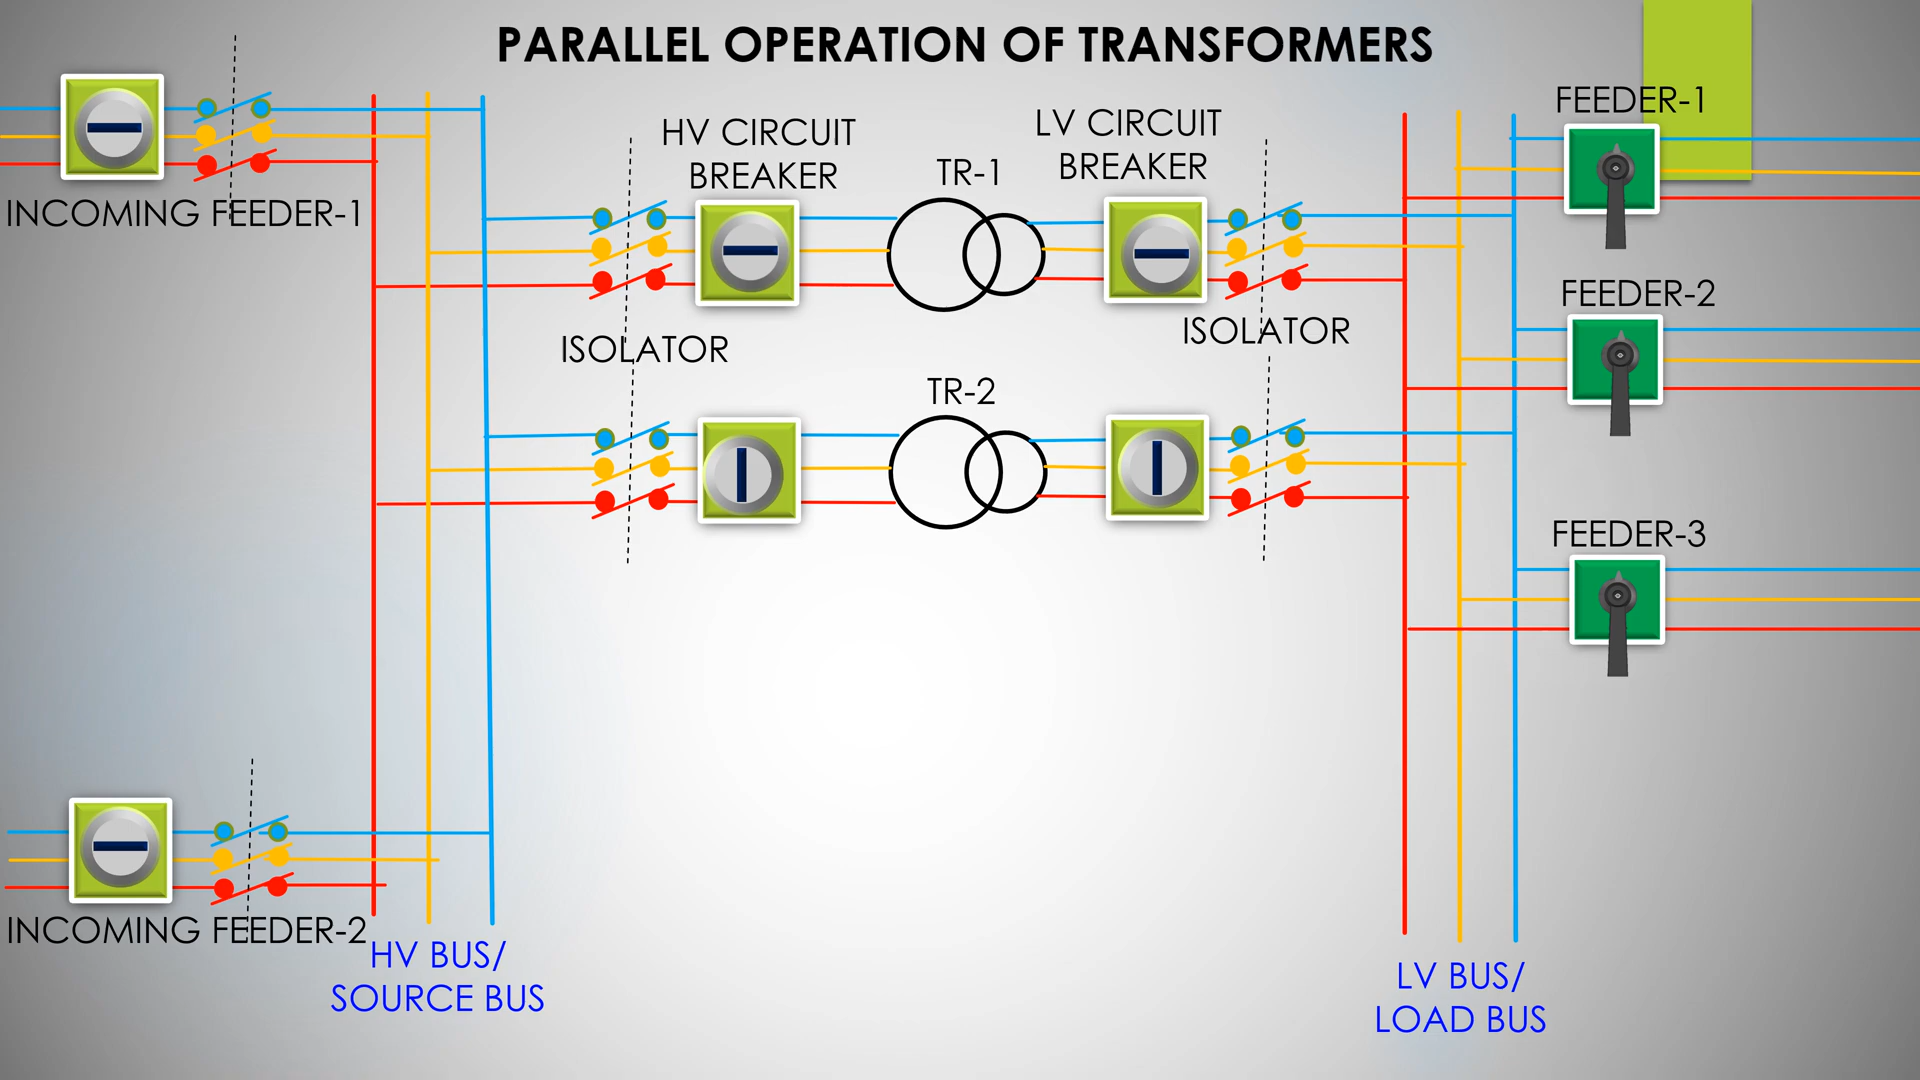 PARALLEL OPERATION OF TRANSFORMERS
INCOMING FEEDER-1
HV CIRCUIT
BREAKER
TR-1
LV CIRCUIT
BREAKER
FEEDER-1
ISOLATOR
ISOLATOR
FEEDER-2
TR-2
FEEDER-3
INCOMING FEEDER-2
HV BUS/
SOURCE BUS
LV BUS/
LOAD BUS